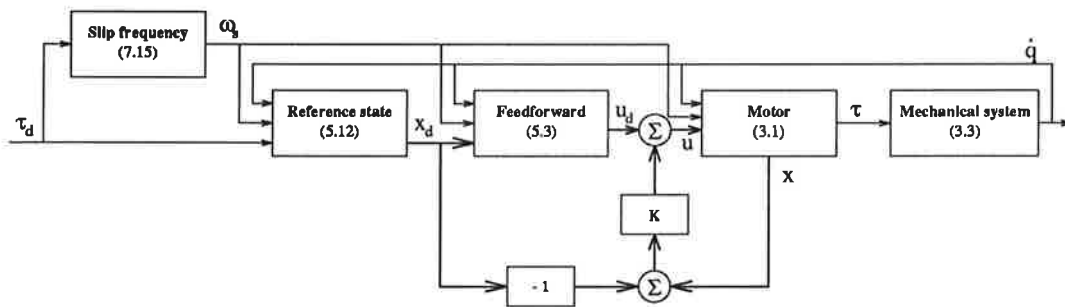 Slip frequency
(7.15)
ω_s
q̇
τ_d
Reference state
(5.12)
x_d
Feedforward
(5.3)
u_d
Σ
u
Motor
(3.1)
τ
Mechanical system
(3.3)
x
K
- 1
Σ